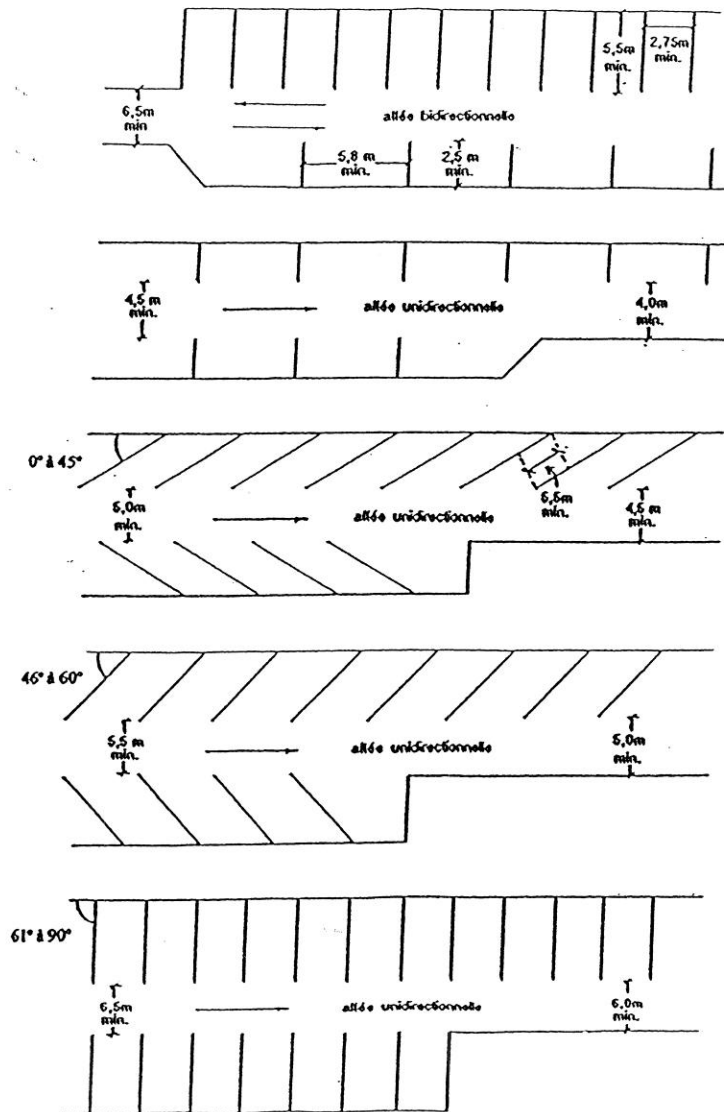 5,5m
min.
2,75m
min.
6,5m
min
allée bidirectionnelle
5,8 m
min.
2,5 m
min.
4,5 m
min.
allée unidirectionnelle
4,0m
min.
0° à 45°
5,0m
min.
allée unidirectionnelle
5,5m
min.
4,5 m
min.
46° à 60°
5,5 m
min.
allée unidirectionnelle
5,0m
min.
61° à 90°
6,5m
min.
allée unidirectionnelle
6,0m
min.